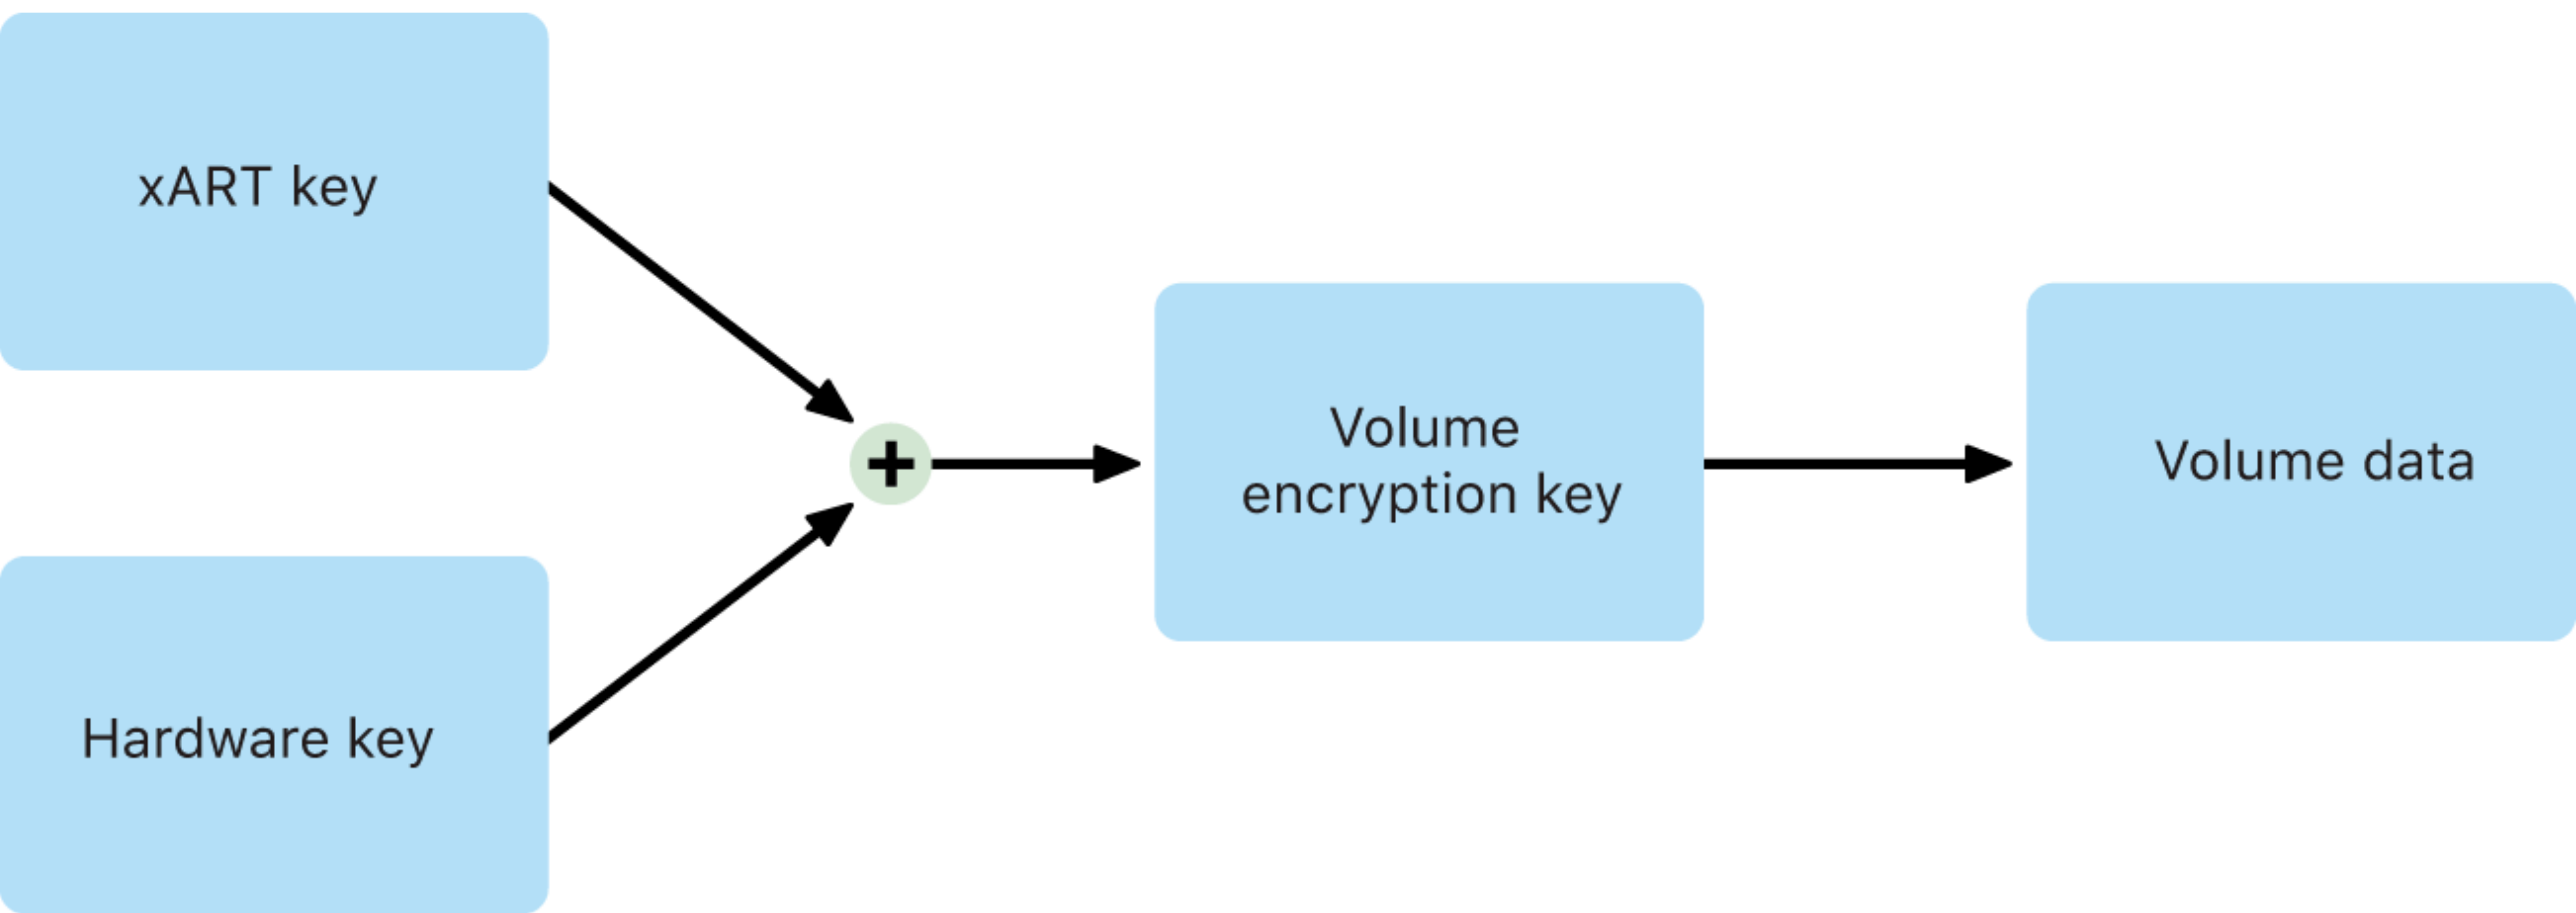 xART key
Hardware key
+
Volume
encryption key
Volume data